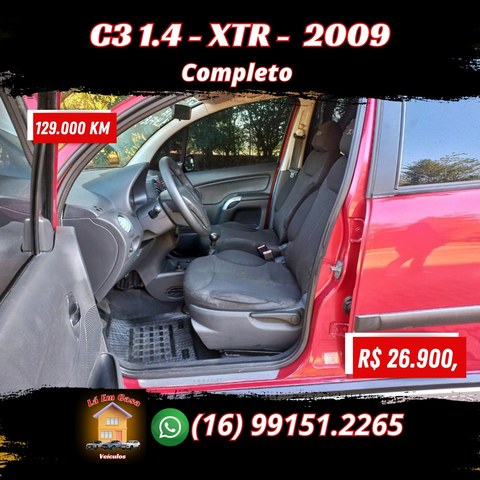 C3 1.4 - XTR - 2009
Completo
129.000 KM
R$ 26.900,
Lá Em Casa
Veículos
(16) 99151.2265